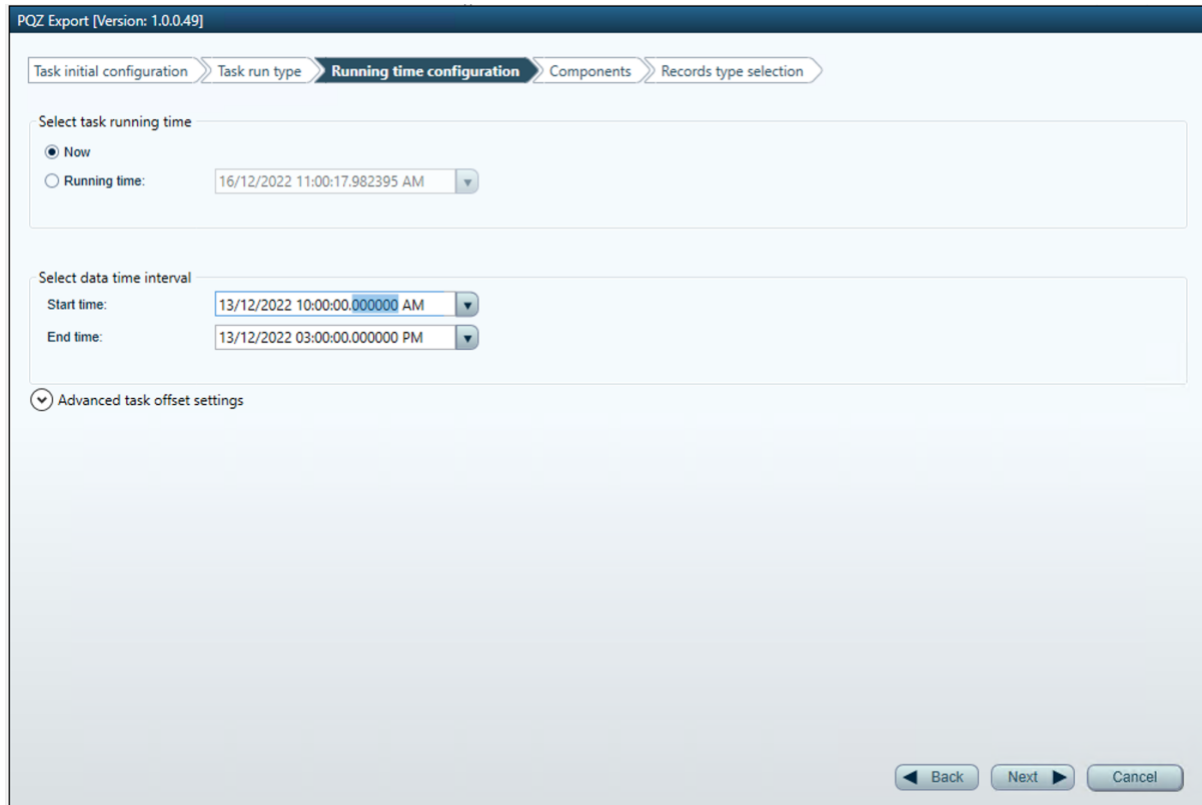 PQZ Export [Version: 1.0.0.49]
Task initial configuration Task run type Running time configuration Components Records type selection
Select task running time
Now
Running time: 16/12/2022 11:00:17.982395 AM
Select data time interval
Start time: 13/12/2022 10:00:00.000000 AM
End time: 13/12/2022 03:00:00.000000 PM
Advanced task offset settings
Back Next Cancel